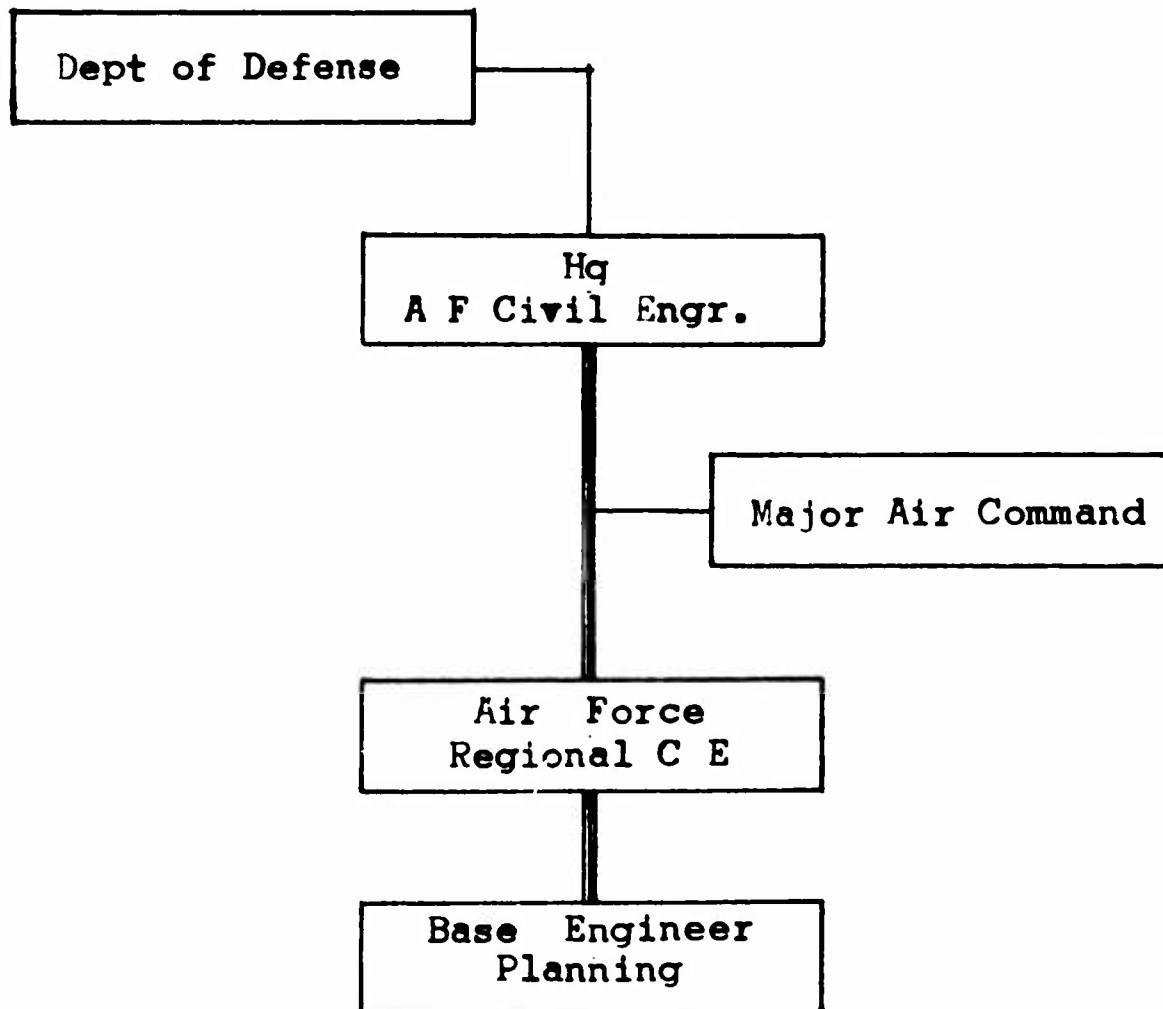 Dept of Defense
Hq
A F Civil Engr.
Major Air Command
Air Force
Regional C E
Base Engineer
Planning